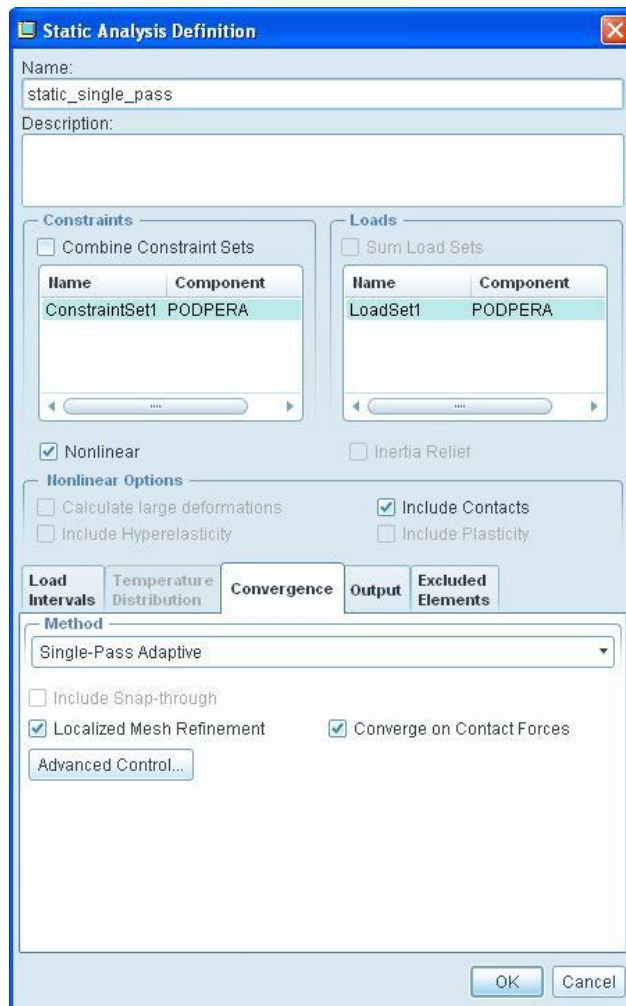 Static Analysis Definition
Name:
static_single_pass
Description:
Constraints
Combine Constraint Sets
Name Component
ConstraintSet1 PODPERA
Loads
Sum Load Sets
Name Component
LoadSet1 PODPERA
Nonlinear
Inertia Relief
Nonlinear Options
Calculate large deformations
Include Contacts
Include Hyperelasticity
Include Plasticity
Load
Intervals
Temperature
Distribution
Convergence
Output
Excluded
Elements
Method
Single-Pass Adaptive
Include Snap-through
Localized Mesh Refinement
Converge on Contact Forces
Advanced Control...
OK
Cancel